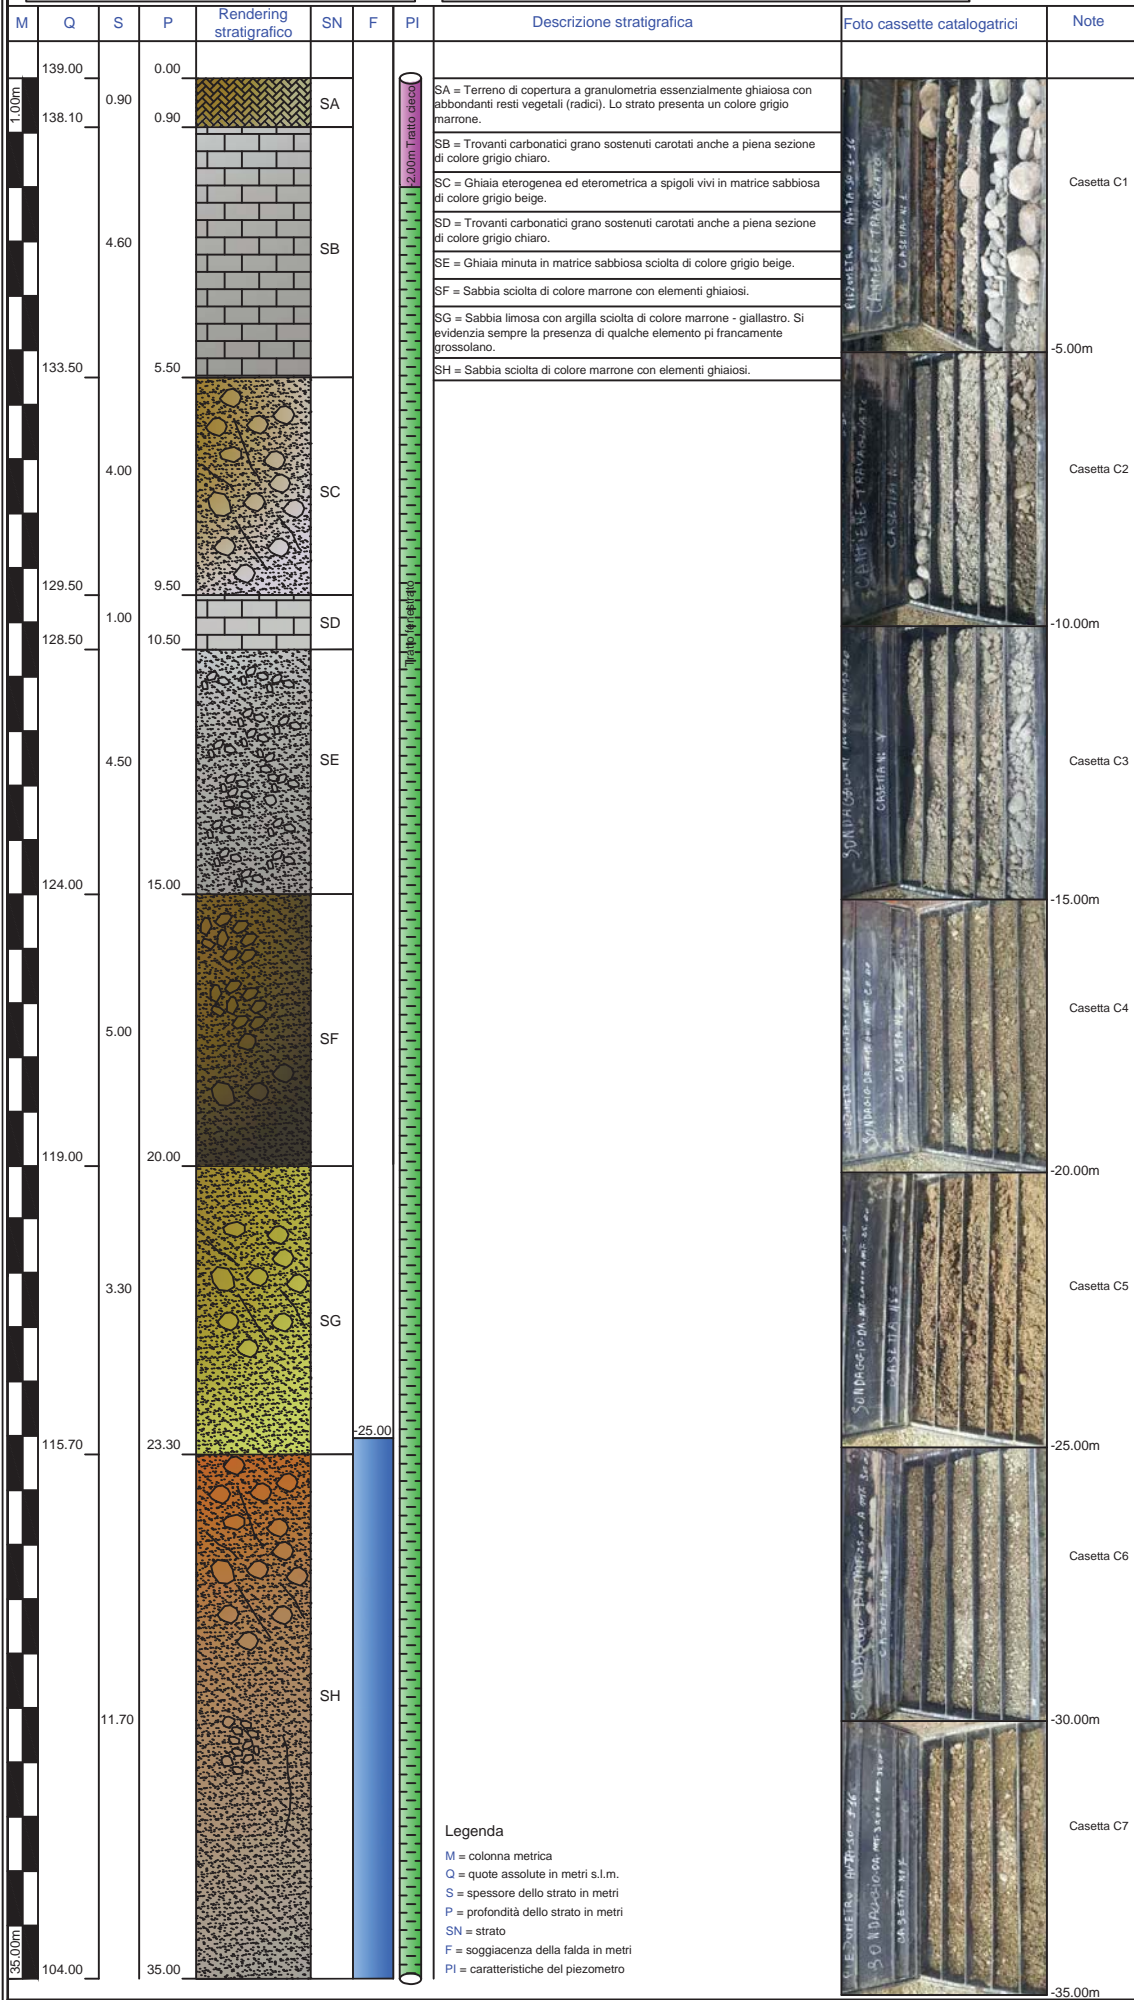 M Q S P Rendering stratigrafico SN F PI Descrizione stratigrafica Foto cassette catalogatrici Note
139.00 0.00
1.00m
0.90
SA
138.10 0.90
4.60
SB
133.50 5.50
4.00
SC
129.50 9.50
1.00
SD
128.50 10.50
4.50
SE
124.00 15.00
5.00
SF
119.00 20.00
3.30
SG
-25.00
115.70 23.30
11.70
SH
35.00m
104.00 35.00
-2.00m Tratto cieco
Tratto fenestrato
SA = Terreno di copertura a granulometria essenzialmente ghiaiosa con
abbondanti resti vegetali (radici). Lo strato presenta un colore grigio
marrone.
SB = Trovanti carbonatici grano sostenuti carotati anche a piena sezione
di colore grigio chiaro.
SC = Ghiaia eterogenea ed eterometrica a spigoli vivi in matrice sabbiosa
di colore grigio beige.
SD = Trovanti carbonatici grano sostenuti carotati anche a piena sezione
di colore grigio chiaro.
SE = Ghiaia minuta in matrice sabbiosa sciolta di colore grigio beige.
SF = Sabbia sciolta di colore marrone con elementi ghiaiosi.
SG = Sabbia limosa con argilla sciolta di colore marrone - giallastro. Si
evidenzia sempre la presenza di qualche elemento pi francamente
grossolano.
SH = Sabbia sciolta di colore marrone con elementi ghiaiosi.
Legenda
M = colonna metrica
Q = quote assolute in metri s.l.m.
S = spessore dello strato in metri
P = profondità dello strato in metri
SN = strato
F = soggiacenza della falda in metri
PI = caratteristiche del piezometro
PIEZOMETRO
CANTIERE TRAVAGLIATO
Casetta C1
-5.00m
CANTIERE-TRAVAGLIATO
Casetta C2
-10.00m
Casetta C3
-15.00m
Casetta C4
-20.00m
Casetta C5
-25.00m
Casetta C6
-30.00m
Casetta C7
-35.00m